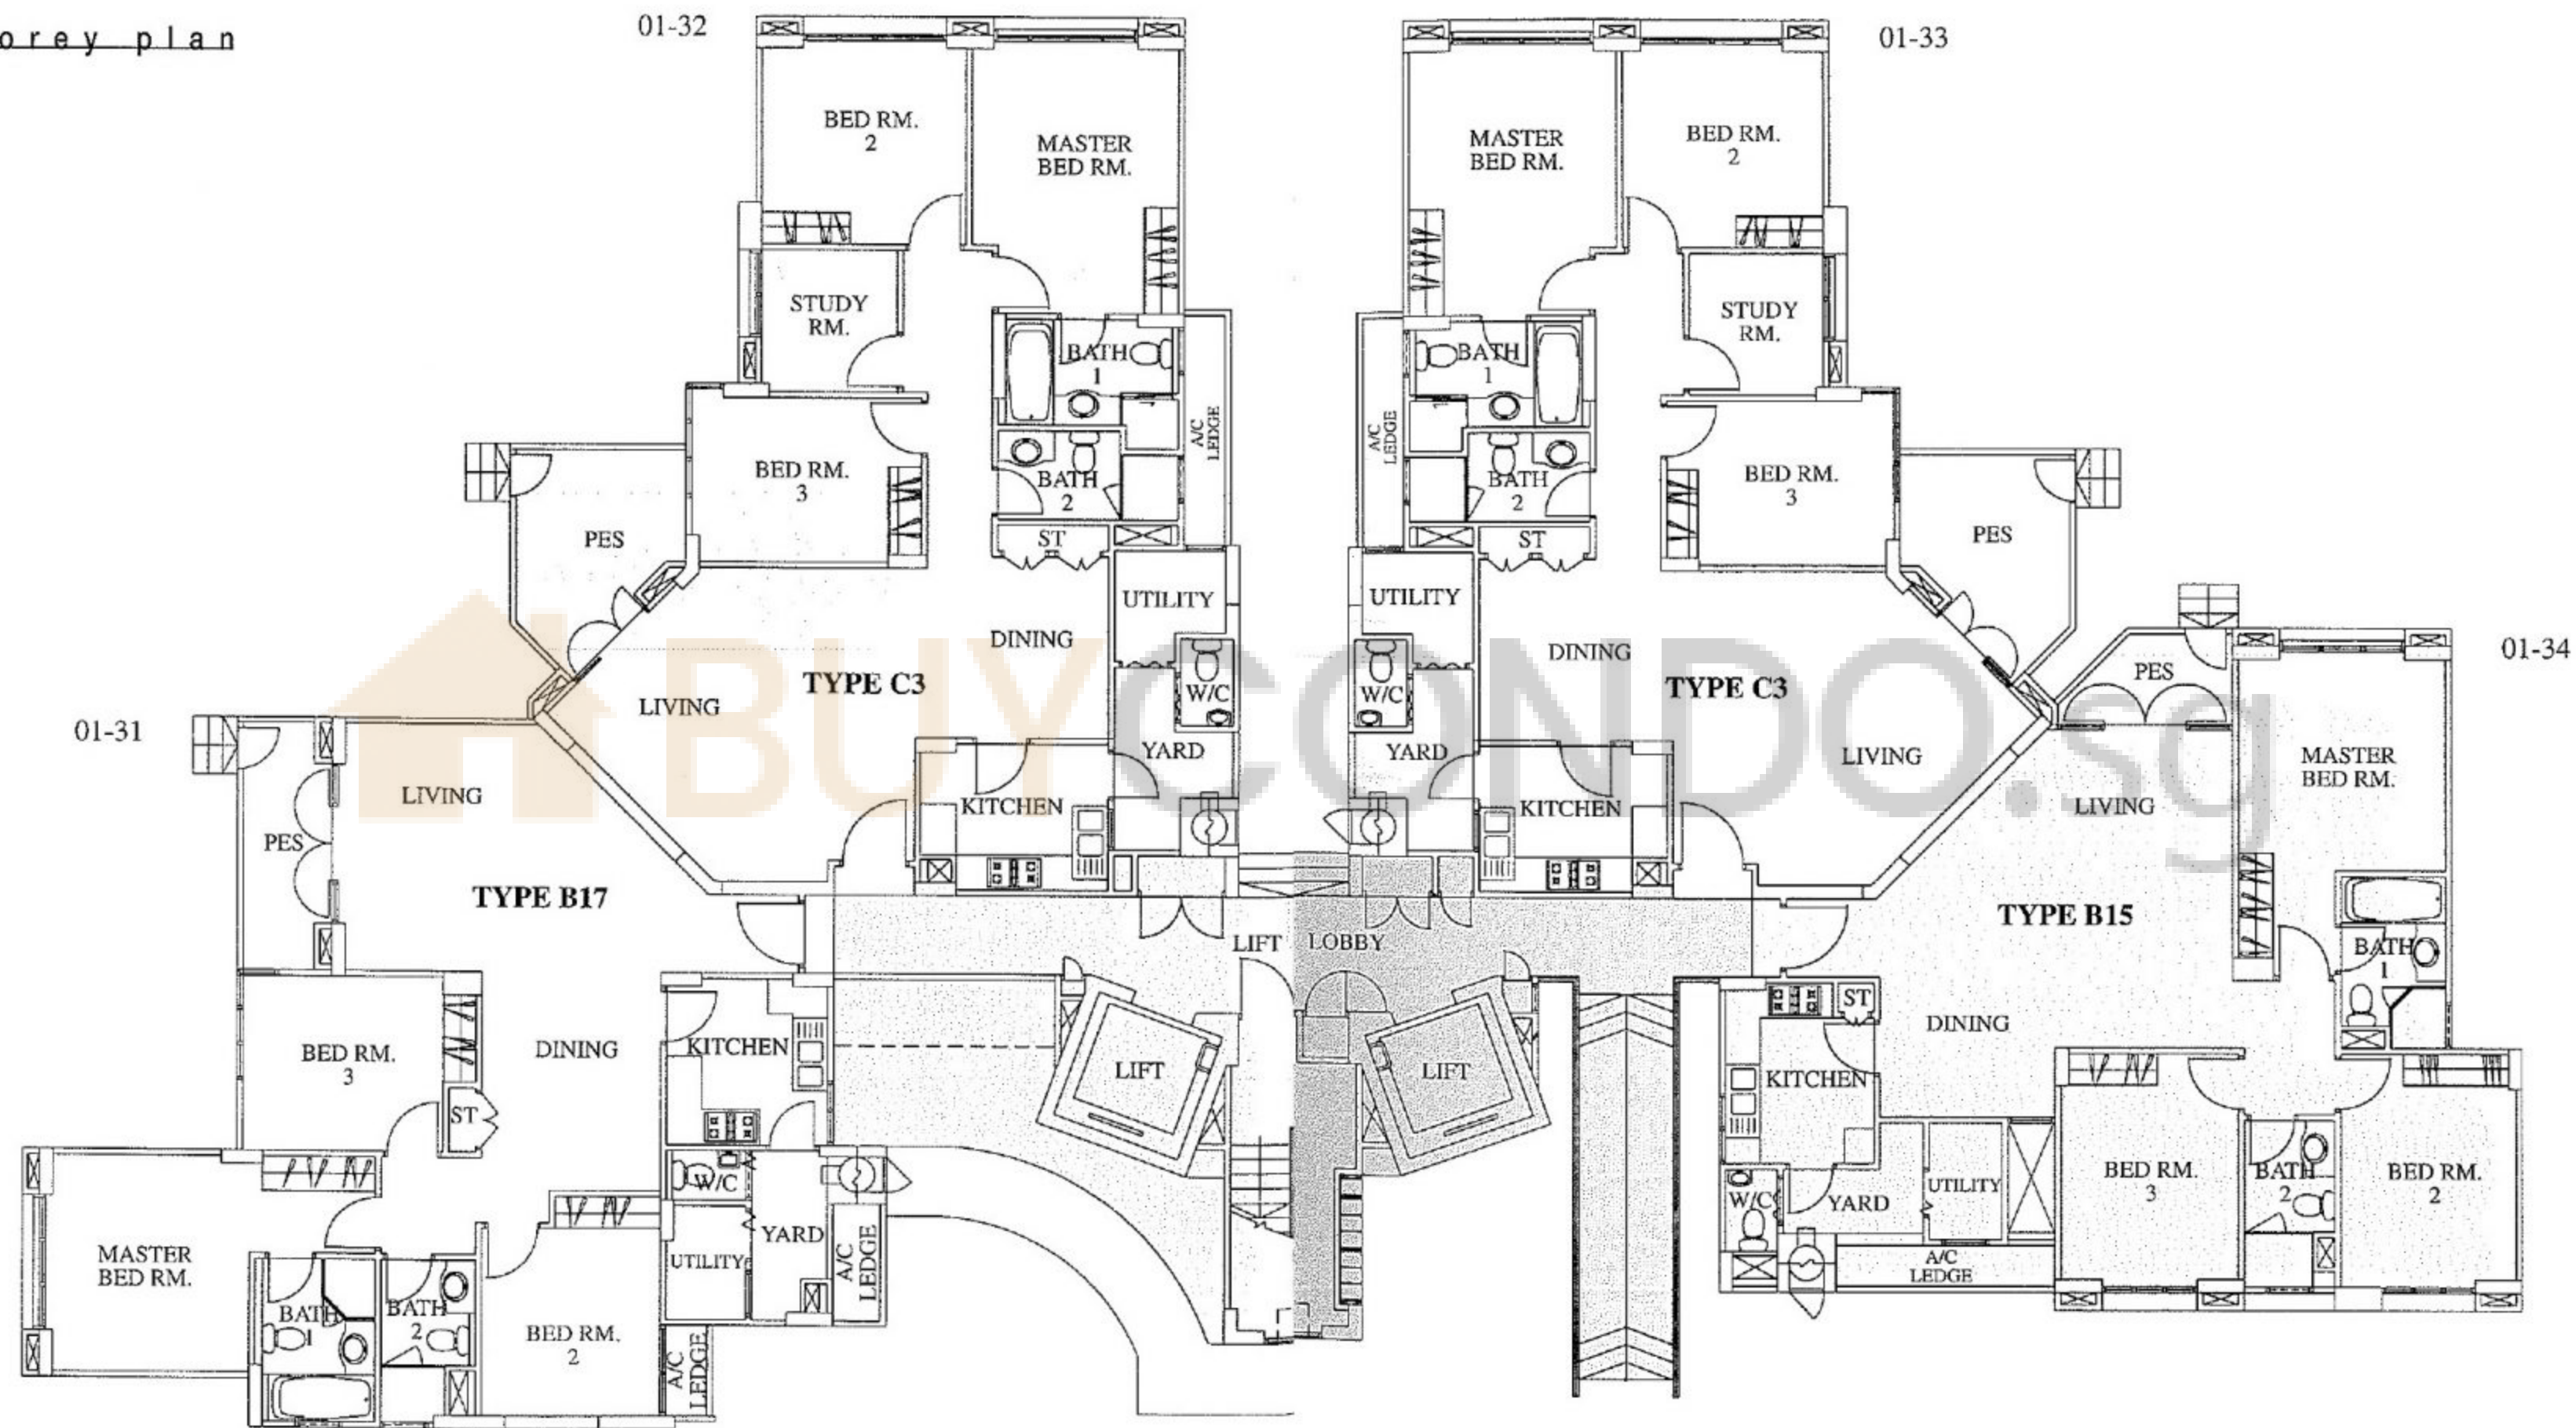 orey plan
01-32
01-33
BED RM.
2
MASTER
BED RM.
STUDY
RM.
BATH
1
A/C
LEDGE
BED RM.
3
BATH
2
PES
ST
UTILITY
DINING
W/C
TYPE C3
LIVING
YARD
KITCHEN
MASTER
BED RM.
BED RM.
2
STUDY
RM.
BATH
1
A/C
LEDGE
BED RM.
3
BATH
2
PES
ST
UTILITY
DINING
W/C
TYPE C3
LIVING
YARD
KITCHEN
BUYCONDO.sg
01-31
LIVING
PES
TYPE B17
BED RM.
3
DINING
KITCHEN
ST
W/C
YARD
UTILITY
A/C
LEDGE
MASTER
BED RM.
BATH
1
BATH
2
BED RM.
2
A/C
LEDGE
LIFT LOBBY
LIFT
LIFT
01-34
PES
MASTER
BED RM.
LIVING
TYPE B15
BATH
1
ST
DINING
KITCHEN
W/C
YARD
UTILITY
A/C
LEDGE
BED RM.
3
BATH
2
BED RM.
2